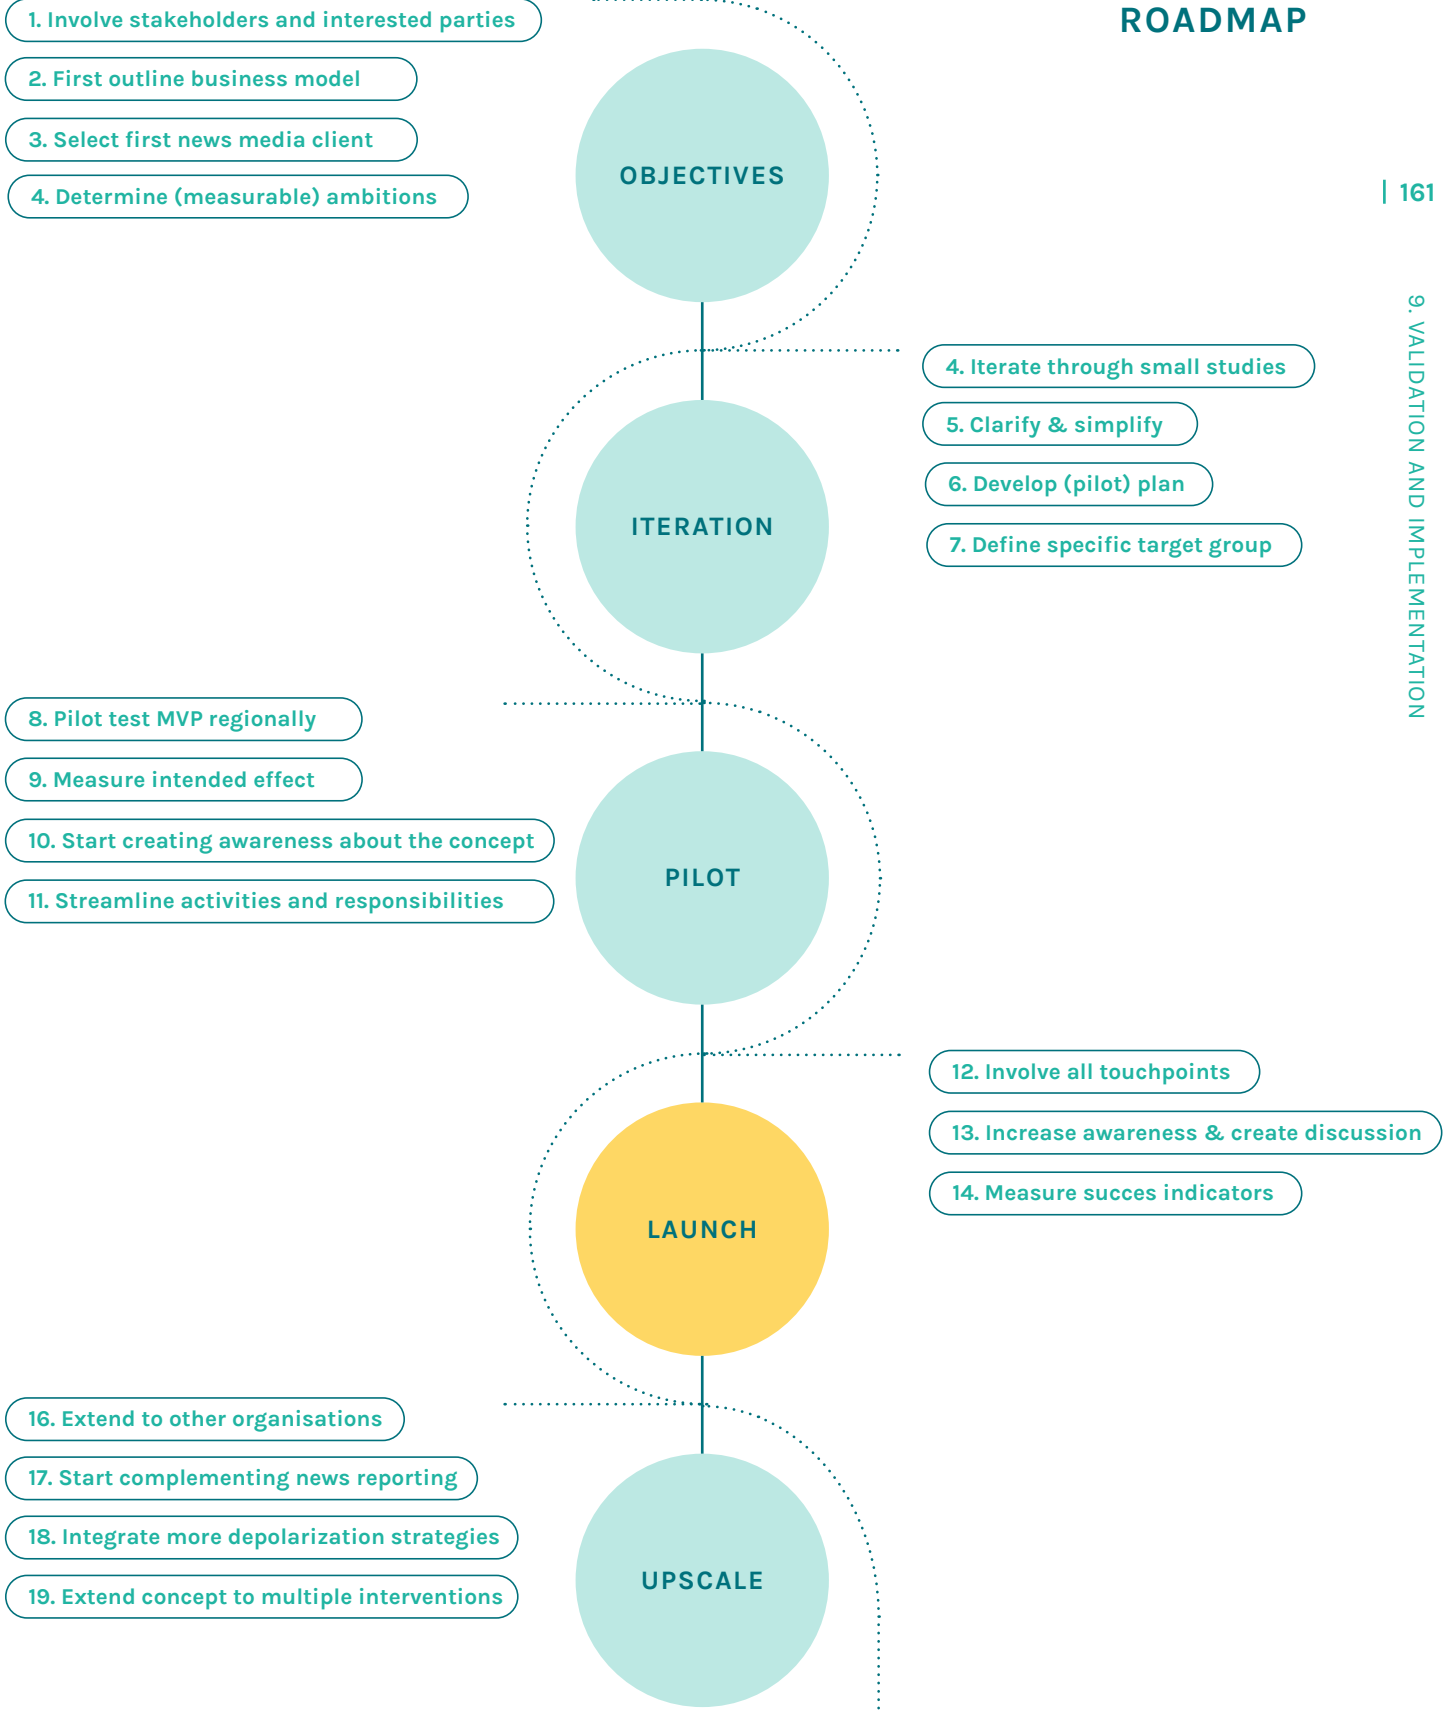 ROADMAP
1. Involve stakeholders and interested parties
2. First outline business model
3. Select first news media client
4. Determine (measurable) ambitions
OBJECTIVES
| 161
9. VALIDATION AND IMPLEMENTATION
4. Iterate through small studies
5. Clarify & simplify
6. Develop (pilot) plan
7. Define specific target group
ITERATION
8. Pilot test MVP regionally
9. Measure intended effect
10. Start creating awareness about the concept
11. Streamline activities and responsibilities
PILOT
12. Involve all touchpoints
13. Increase awareness & create discussion
14. Measure succes indicators
LAUNCH
16. Extend to other organisations
17. Start complementing news reporting
18. Integrate more depolarization strategies
19. Extend concept to multiple interventions
UPSCALE